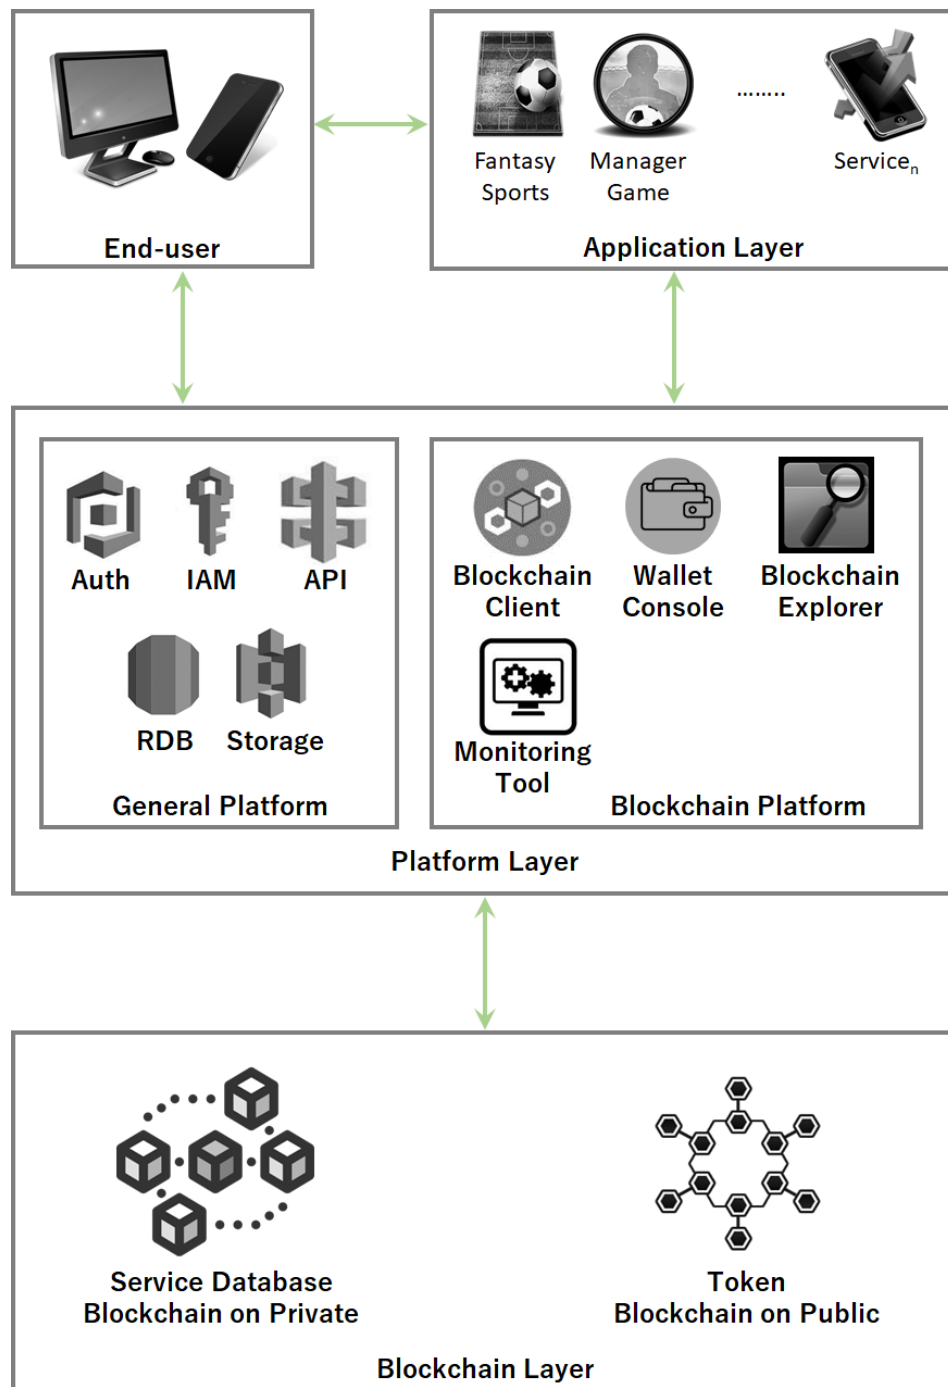 Fantasy
Sports
Manager
Game
........
Serviceₙ
End-user
Application Layer
Auth
IAM
API
RDB
Storage
General Platform
Blockchain
Client
Wallet
Console
Blockchain
Explorer
Monitoring
Tool
Blockchain Platform
Platform Layer
Service Database
Blockchain on Private
Token
Blockchain on Public
Blockchain Layer